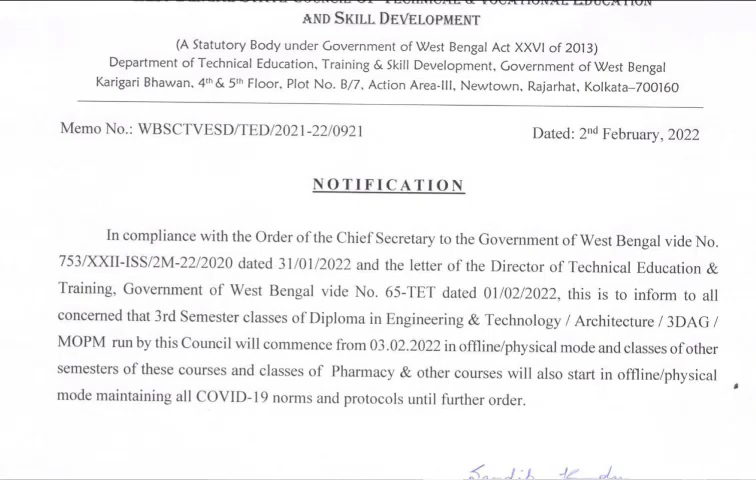 AND SKILL DEVELOPMENT
(A Statutory Body under Government of West Bengal Act XXVI of 2013)
Department of Technical Education, Training & Skill Development, Government of West Bengal
Karigari Bhawan, 4th & 5th Floor, Plot No. B/7, Action Area-III, Newtown, Rajarhat, Kolkata–700160
Memo No.: WBSCTVESD/TED/2021-22/0921 Dated: 2nd February, 2022
NOTIFICATION
In compliance with the Order of the Chief Secretary to the Government of West Bengal vide No.
753/XXII-ISS/2M-22/2020 dated 31/01/2022 and the letter of the Director of Technical Education &
Training, Government of West Bengal vide No. 65-TET dated 01/02/2022, this is to inform to all
concerned that 3rd Semester classes of Diploma in Engineering & Technology / Architecture / 3DAG /
MOPM run by this Council will commence from 03.02.2022 in offline/physical mode and classes of other
semesters of these courses and classes of Pharmacy & other courses will also start in offline/physical
mode maintaining all COVID-19 norms and protocols until further order.